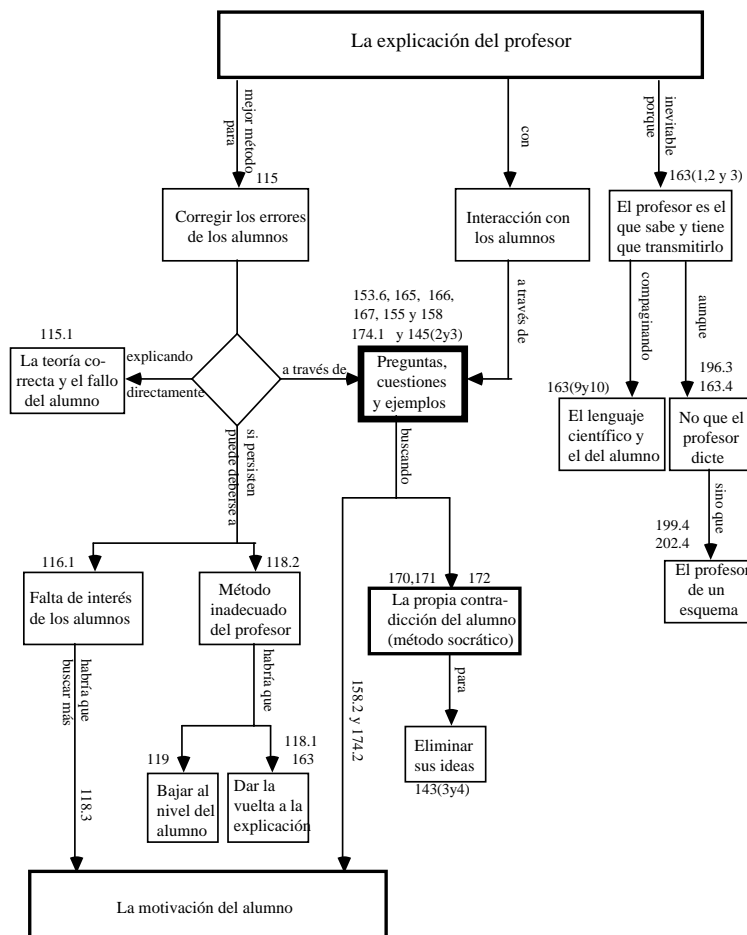 La explicación del profesor
mejor método
para
con
inevitable
porque
115
163(1,2 y 3)
Corregir los errores
de los alumnos
Interacción con
los alumnos
El profesor es el
que sabe y tiene
que transmitirlo
153.6, 165, 166,
167, 155 y 158
174.1 y 145(2y3)
a través de
compaginando
aunque
115.1
La teoría co-
rrecta y el fallo
del alumno
explicando
directamente
a través de
Preguntas,
cuestiones
y ejemplos
196.3
163.4
163(9y10)
El lenguaje
científico y
el del alumno
No que el
profesor
dicte
si persisten
puede deberse a
buscando
sino que
199.4
202.4
El profesor
de un
esquema
116.1
118.2
170,171
172
Falta de interés
de los alumnos
Método
inadecuado
del profesor
La propia contra-
dicción del alumno
(método socrático)
habría que
buscar más
habría que
para
158.2 y 174.2
118.3
119
118.1
163
Bajar al
nivel del
alumno
Dar la
vuelta a la
explicación
Eliminar
sus ideas
143(3y4)
La motivación del alumno